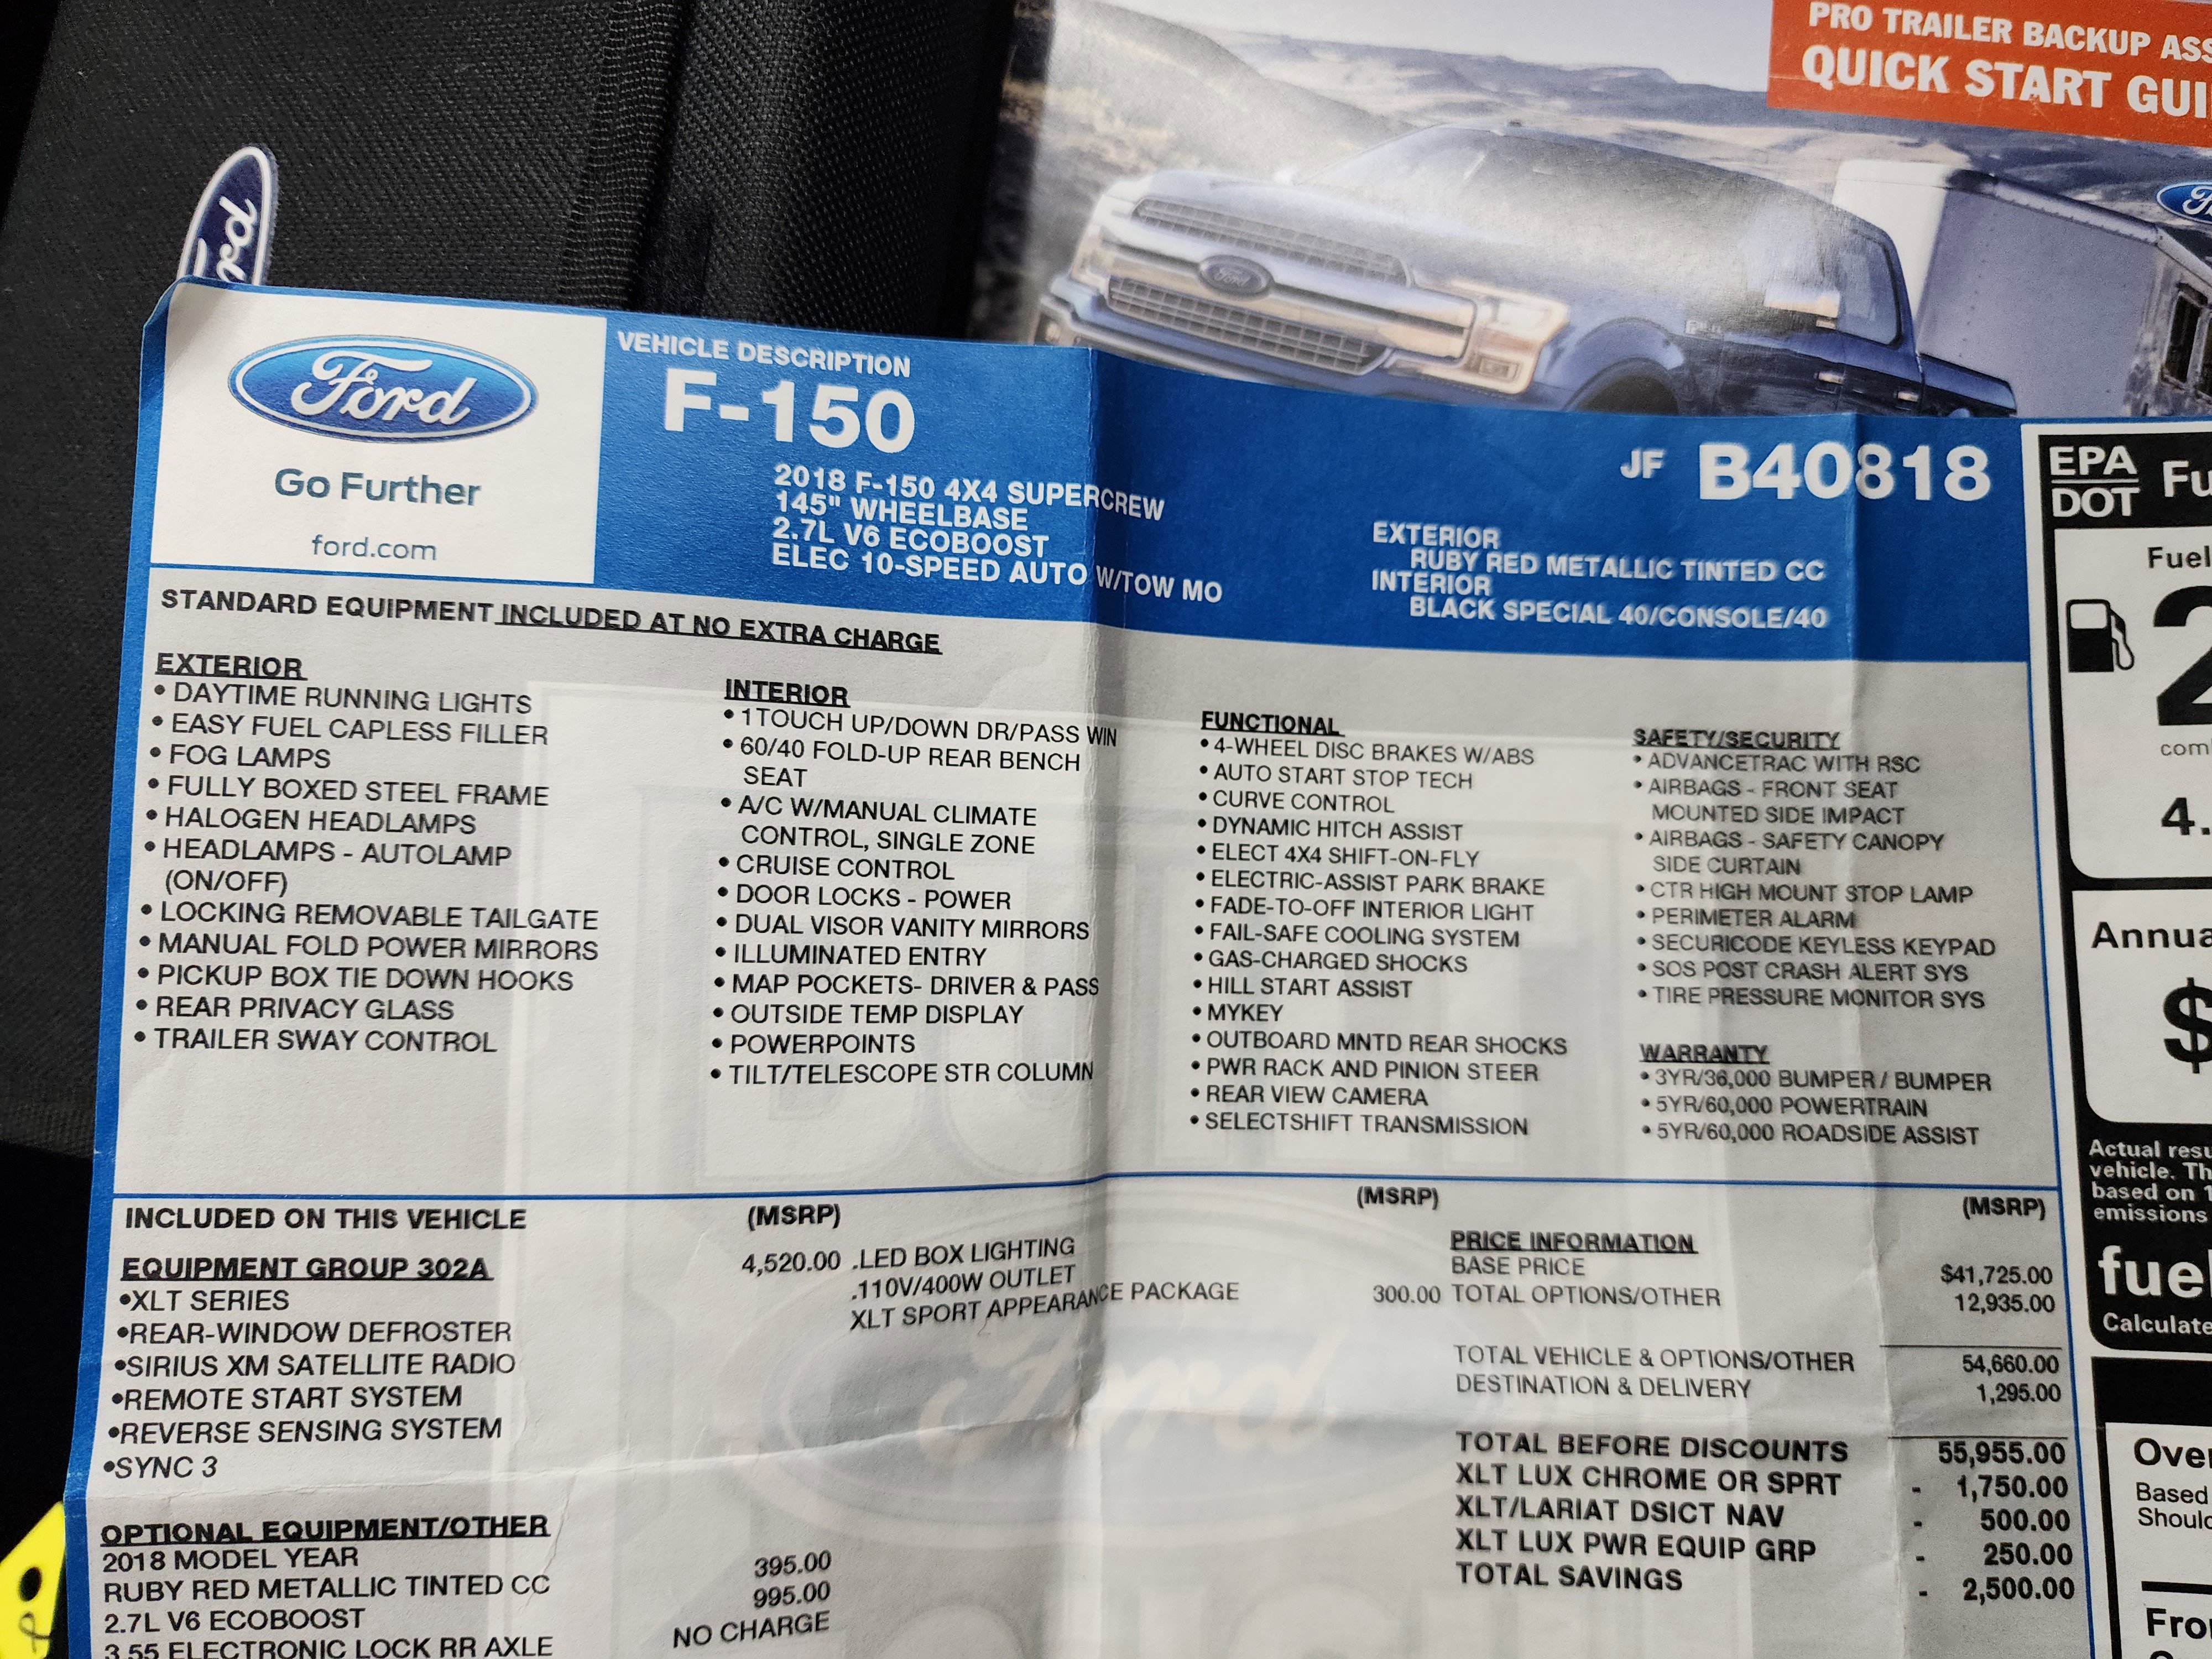 PRO TRAILER BACKUP
QUICK START
Ford
Ford
Go Further
ford.com
VEHICLE DESCRIPTION
F-150
2018 F-150 4X4 SUPERCREW
145" WHEELBASE
2.7L V6 ECOBOOST
ELEC 10-SPEED AUTO W/TOW MO
JF B40818
EXTERIOR
RUBY RED METALLIC TINTED CC
INTERIOR
BLACK SPECIAL 40/CONSOLE/40
STANDARD EQUIPMENT INCLUDED AT NO EXTRA CHARGE
EXTERIOR
• DAYTIME RUNNING LIGHTS
• EASY FUEL CAPLESS FILLER
• FOG LAMPS
• FULLY BOXED STEEL FRAME
• HALOGEN HEADLAMPS
• HEADLAMPS - AUTOLAMP
(ON/OFF)
• LOCKING REMOVABLE TAILGATE
• MANUAL FOLD POWER MIRRORS
• PICKUP BOX TIE DOWN HOOKS
• REAR PRIVACY GLASS
• TRAILER SWAY CONTROL
INTERIOR
• 1TOUCH UP/DOWN DR/PASS WIN
• 60/40 FOLD-UP REAR BENCH
SEAT
• A/C W/MANUAL CLIMATE
CONTROL, SINGLE ZONE
• CRUISE CONTROL
• DOOR LOCKS - POWER
• DUAL VISOR VANITY MIRRORS
• ILLUMINATED ENTRY
• MAP POCKETS- DRIVER & PASS
• OUTSIDE TEMP DISPLAY
• POWERPOINTS
• TILT/TELESCOPE STR COLUMN
FUNCTIONAL
• 4-WHEEL DISC BRAKES W/ABS
• AUTO START STOP TECH
• CURVE CONTROL
• DYNAMIC HITCH ASSIST
• ELECT 4X4 SHIFT-ON-FLY
• ELECTRIC-ASSIST PARK BRAKE
• FADE-TO-OFF INTERIOR LIGHT
• FAIL-SAFE COOLING SYSTEM
• GAS-CHARGED SHOCKS
• HILL START ASSIST
• MYKEY
• OUTBOARD MNTD REAR SHOCKS
• PWR RACK AND PINION STEER
• REAR VIEW CAMERA
• SELECTSHIFT TRANSMISSION
SAFETY/SECURITY
• ADVANCETRAC WITH RSC
• AIRBAGS - FRONT SEAT
MOUNTED SIDE IMPACT
• AIRBAGS - SAFETY CANOPY
SIDE CURTAIN
• CTR HIGH MOUNT STOP LAMP
• PERIMETER ALARM
• SECURICODE KEYLESS KEYPAD
• SOS POST CRASH ALERT SYS
• TIRE PRESSURE MONITOR SYS
WARRANTY
• 3YR/36,000 BUMPER / BUMPER
• 5YR/60,000 POWERTRAIN
• 5YR/60,000 ROADSIDE ASSIST
INCLUDED ON THIS VEHICLE (MSRP)
EQUIPMENT GROUP 302A 4,520.00
•XLT SERIES
•REAR-WINDOW DEFROSTER
•SIRIUS XM SATELLITE RADIO
•REMOTE START SYSTEM
•REVERSE SENSING SYSTEM
•SYNC 3
OPTIONAL EQUIPMENT/OTHER
2018 MODEL YEAR
RUBY RED METALLIC TINTED CC 395.00
2.7L V6 ECOBOOST 995.00
3.55 ELECTRONIC LOCK RR AXLE NO CHARGE
(MSRP)
.LED BOX LIGHTING
.110V/400W OUTLET
XLT SPORT APPEARANCE PACKAGE 300.00
(MSRP)
PRICE INFORMATION
BASE PRICE $41,725.00
TOTAL OPTIONS/OTHER 12,935.00
TOTAL VEHICLE & OPTIONS/OTHER 54,660.00
DESTINATION & DELIVERY 1,295.00
TOTAL BEFORE DISCOUNTS 55,955.00
XLT LUX CHROME OR SPRT - 1,750.00
XLT/LARIAT DSICT NAV - 500.00
XLT LUX PWR EQUIP GRP - 250.00
TOTAL SAVINGS - 2,500.00
EPA
DOT
Fuel
2
4.
$
Actual
vehicle.
based on
emissions
Based